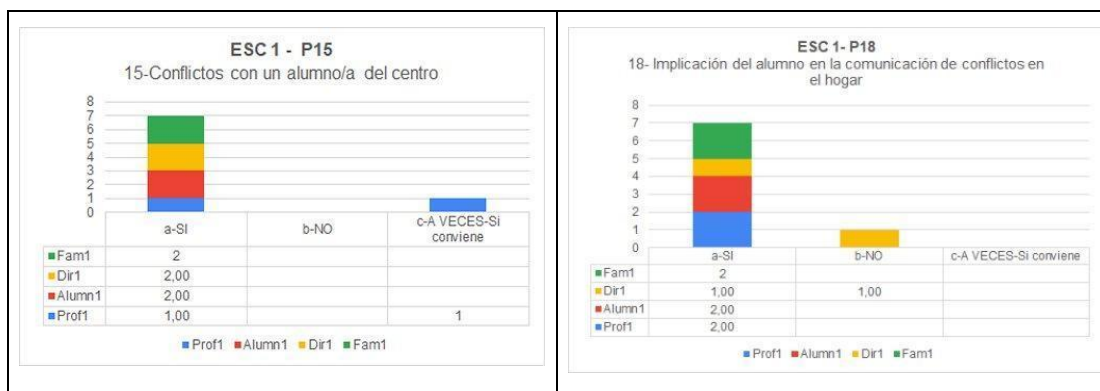 ESC 1 - P15
15-Conflictos con un alumno/a del centro
8
7
6
5
4
3
2
1
0
a-SI b-NO c-A VECES-Si
conviene
Fam1 2
Dir1 2,00
Alumn1 2,00
Prof1 1,00 1
Prof1 Alumn1 Dir1 Fam1
ESC 1- P18
18- Implicación del alumno en la comunicación de conflictos en
el hogar
8
7
6
5
4
3
2
1
0
a-SI b-NO c-A VECES-Si conviene
Fam1 2
Dir1 1,00 1,00
Alumn1 2,00
Prof1 2,00
Prof1 Alumn1 Dir1 Fam1